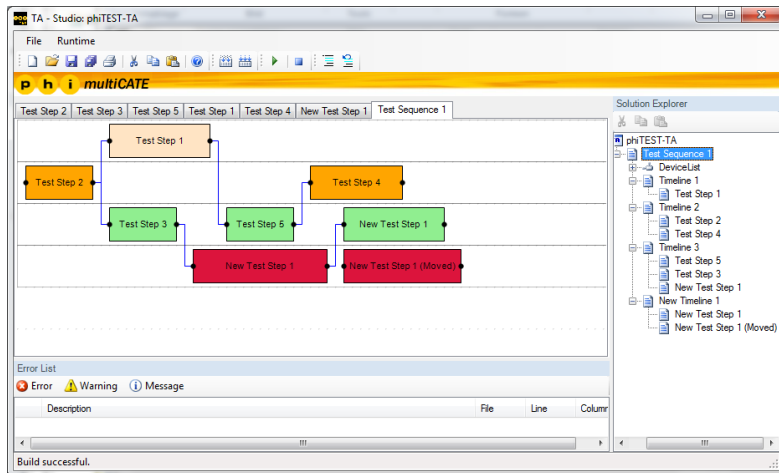 TA - Studio: phiTEST-TA
File Runtime
phi multiCATE
Test Step 2 Test Step 3 Test Step 5 Test Step 1 Test Step 4 New Test Step 1 Test Sequence 1
Test Step 1
Test Step 2 Test Step 4
Test Step 3 Test Step 5 New Test Step 1
New Test Step 1 New Test Step 1 (Moved)
Solution Explorer
phiTEST-TA
Test Sequence 1
DeviceList
Timeline 1
Test Step 1
Timeline 2
Test Step 2
Test Step 4
Timeline 3
Test Step 5
Test Step 3
New Test Step 1
New Timeline 1
New Test Step 1
New Test Step 1 (Moved)
Error List
Error Warning Message
Description File Line Column
Build successful.